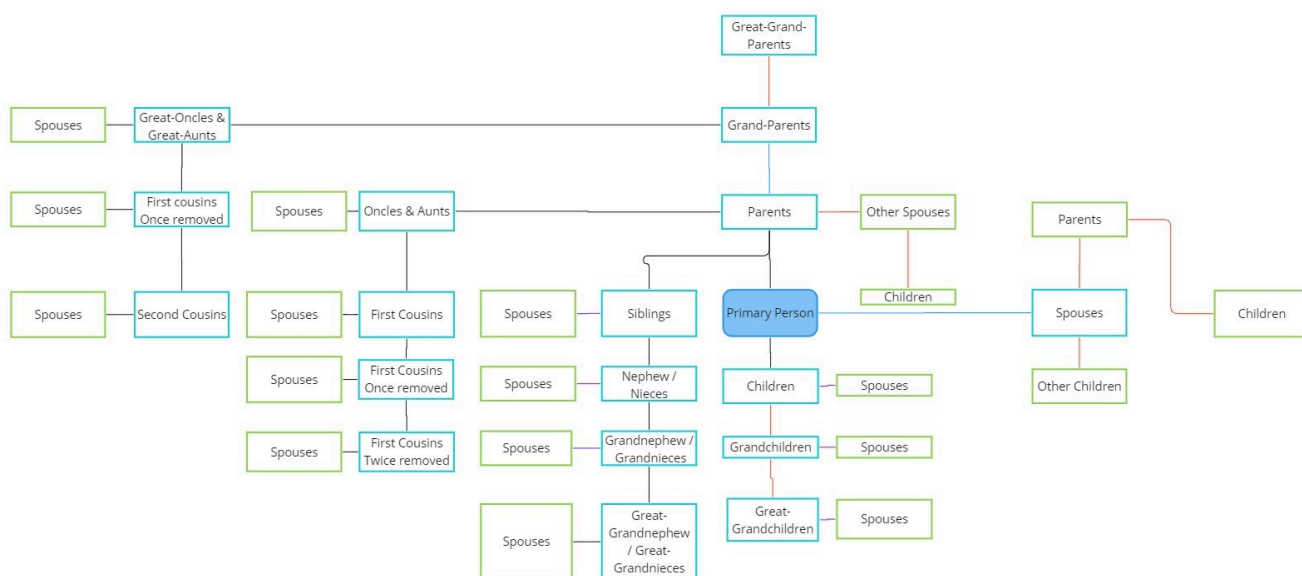 Great-Grand-
Parents
Spouses
Great-Oncles &
Great-Aunts
Grand-Parents
Spouses
First cousins
Once removed
Spouses
Oncles & Aunts
Parents
Other Spouses
Parents
Spouses
Second Cousins
Spouses
First Cousins
Spouses
Siblings
Primary Person
Children
Spouses
Children
Spouses
First Cousins
Once removed
Spouses
Nephew /
Nieces
Children
Spouses
Other Children
Spouses
First Cousins
Twice removed
Spouses
Grandnephew /
Grandnieces
Grandchildren
Spouses
Spouses
Great-
Grandnephew
/ Great-
Grandnieces
Great-
Grandchildren
Spouses